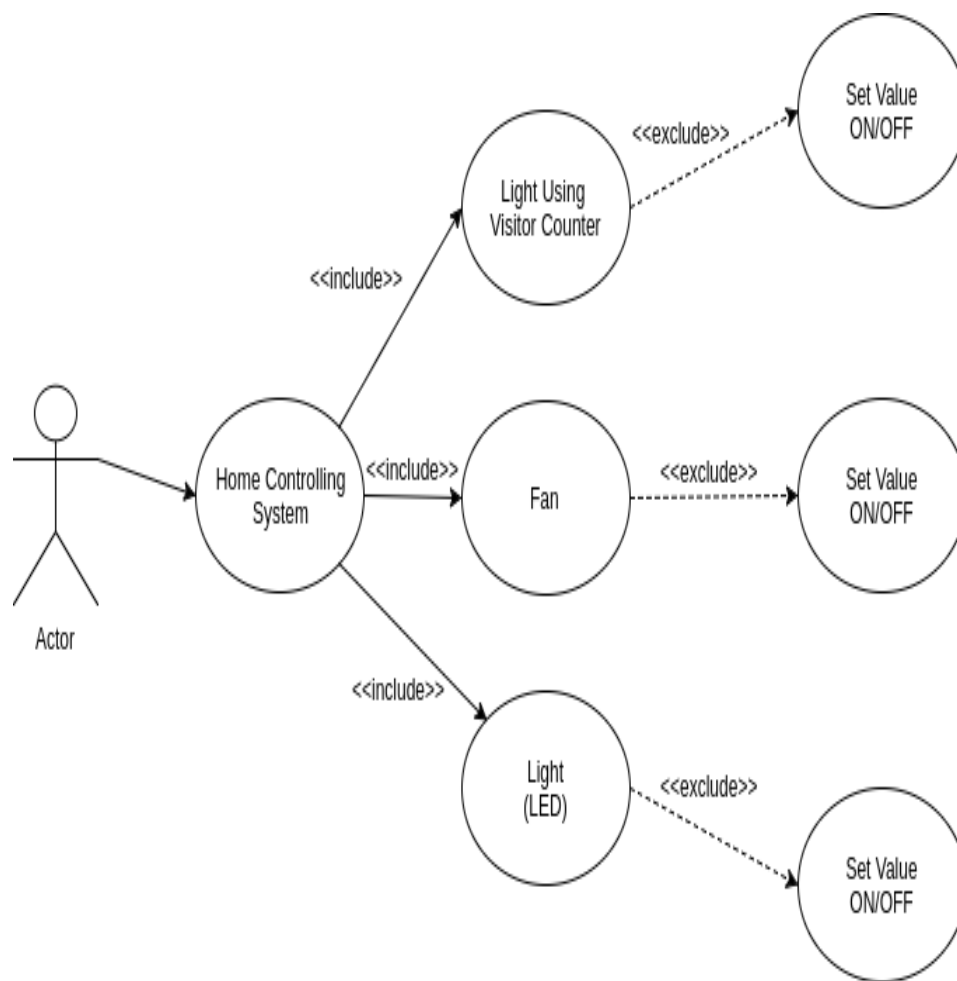 Set Value
ON/OFF
<<exclude>>
Light Using
Visitor Counter
<<include>>
Home Controlling
System
<<include>>
Fan
<<exclude>>
Set Value
ON/OFF
Actor
<<include>>
Light
(LED)
<<exclude>>
Set Value
ON/OFF